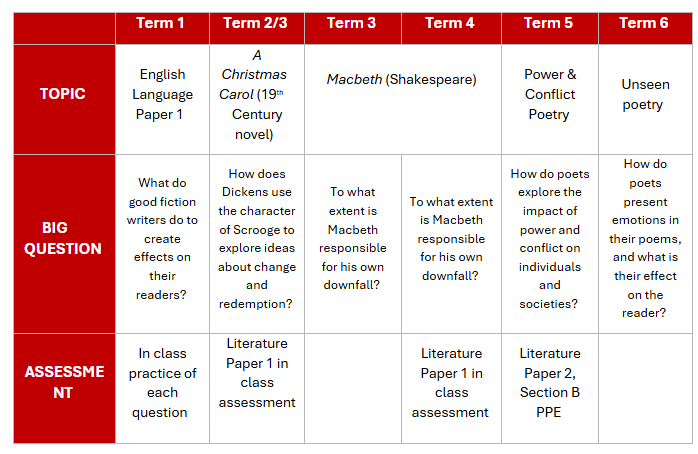 Term 1
Term 2/3
Term 3
Term 4
Term 5
Term 6
TOPIC
English
Language
Paper 1
A
Christmas
Carol (19th
Century
novel)
Macbeth (Shakespeare)
Power &
Conflict
Poetry
Unseen
poetry
BIG
QUESTION
What do
good fiction
writers do to
create
effects on
their
readers?
How does
Dickens use
the character
of Scrooge to
explore ideas
about change
and
redemption?
To what
extent is
Macbeth
responsible
for his own
downfall?
To what extent
is Macbeth
responsible
for his own
downfall?
How do poets
explore the
impact of
power and
conflict on
individuals
and
societies?
How do
poets
present
emotions in
their poems,
and what is
their effect
on the
reader?
ASSESSME
NT
In class
practice of
each
question
Literature
Paper 1 in
class
assessment
Literature
Paper 1 in
class
assessment
Literature
Paper 2,
Section B
PPE